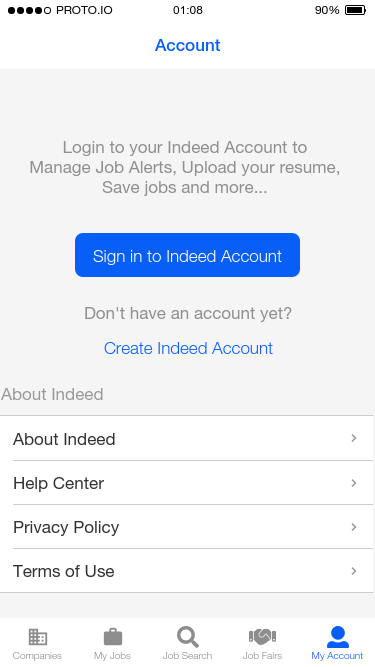 PROTO.IO 01:08 90%
Account
Login to your Indeed Account to
Manage Job Alerts, Upload your resume,
Save jobs and more...
Sign in to Indeed Account
Don't have an account yet?
Create Indeed Account
About Indeed
About Indeed
Help Center
Privacy Policy
Terms of Use
Companies My Jobs Job Search Job Fairs My Account